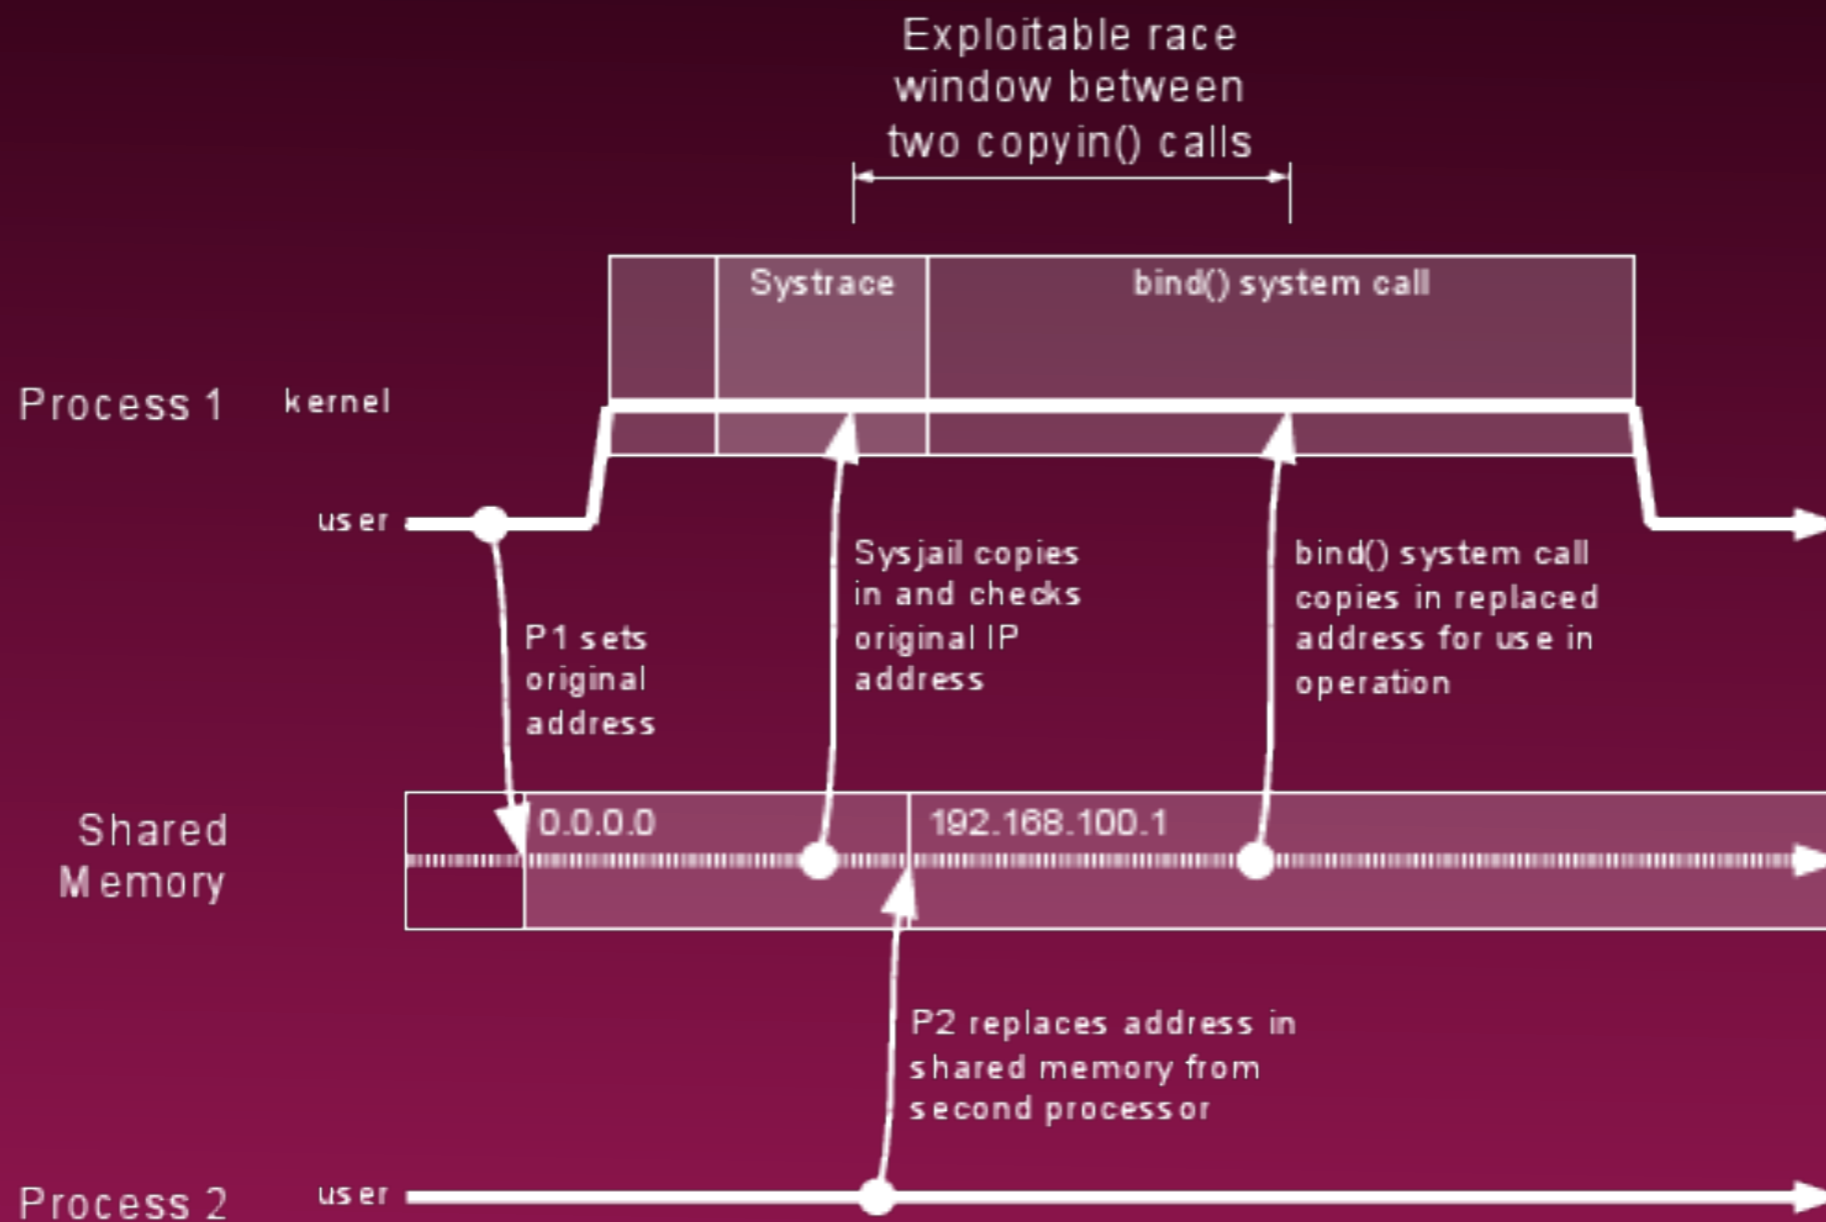 Exploitable race
window between
two copyin() calls
Systrace
bind() system call
Process 1
kernel
user
P1 sets
original
address
Sysjail copies
in and checks
original IP
address
bind() system call
copies in replaced
address for use in
operation
Shared
Memory
0.0.0.0
192.168.100.1
P2 replaces address in
shared memory from
second processor
Process 2
user